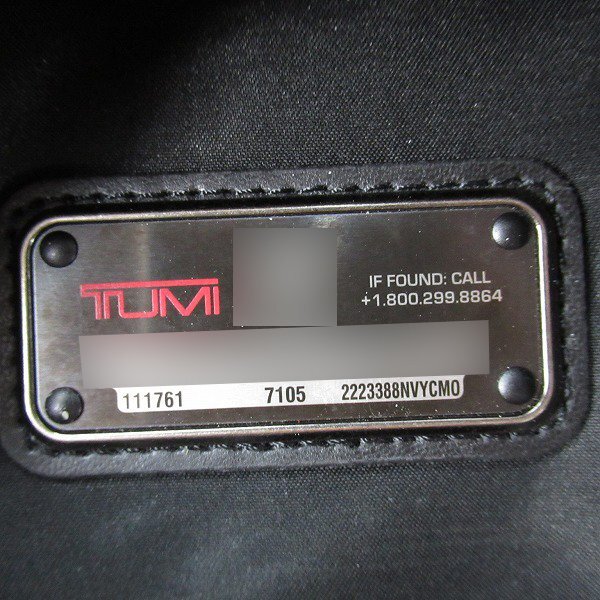 TUMI
IF FOUND: CALL
+1.800.299.8864
111761 7105 2223388NVYCMO